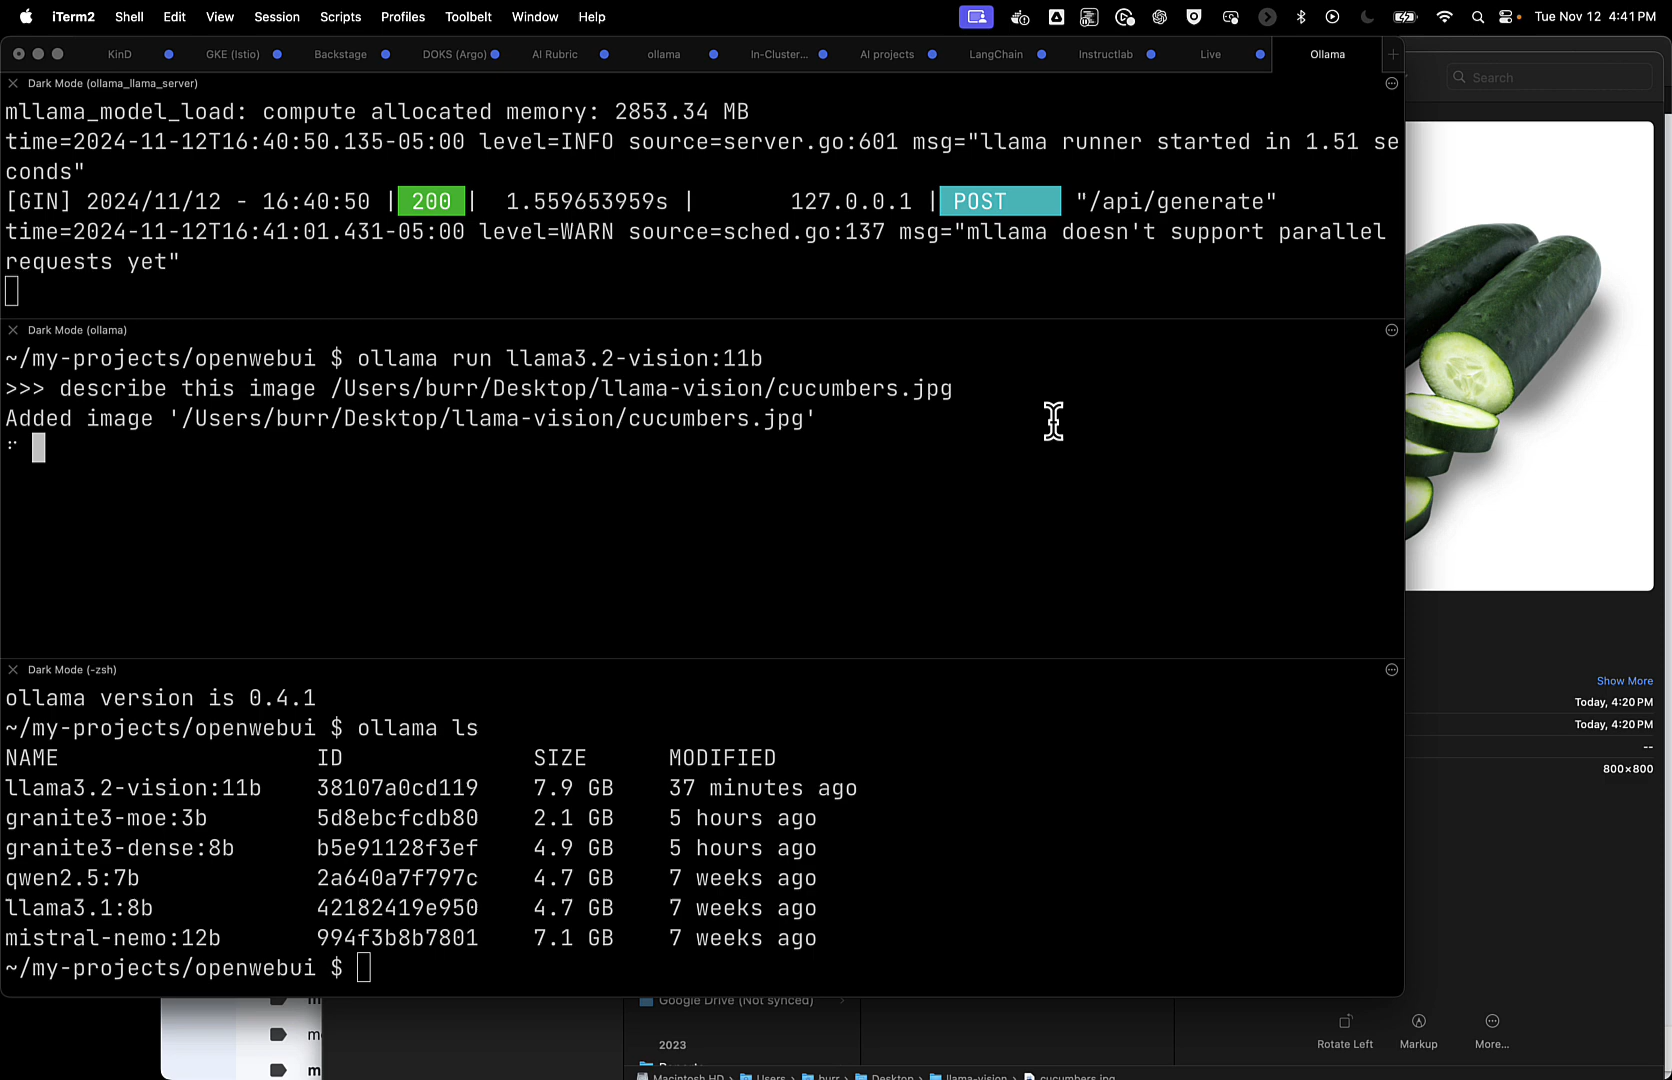 iTerm2 Shell Edit View Session Scripts Profiles Toolbelt Window Help Tue Nov 12 4:41 PM
KinD GKE (Istio) Backstage DOKS (Argo) AI Rubric ollama In-Cluster... AI projects LangChain Instructlab Live Ollama
Search
Dark Mode (ollama_llama_server)
mllama_model_load: compute allocated memory: 2853.34 MB
time=2024-11-12T16:40:50.135-05:00 level=INFO source=server.go:601 msg="llama runner started in 1.51 se
conds"
[GIN] 2024/11/12 - 16:40:50 | 200 | 1.559653959s | 127.0.0.1 | POST "/api/generate"
time=2024-11-12T16:41:01.431-05:00 level=WARN source=sched.go:137 msg="mllama doesn't support parallel
requests yet"
Dark Mode (ollama)
~/my-projects/openwebui $ ollama run llama3.2-vision:11b
>>> describe this image /Users/burr/Desktop/llama-vision/cucumbers.jpg
Added image '/Users/burr/Desktop/llama-vision/cucumbers.jpg'
Dark Mode (-zsh)
ollama version is 0.4.1
~/my-projects/openwebui $ ollama ls
NAME ID SIZE MODIFIED
llama3.2-vision:11b 38107a0cd119 7.9 GB 37 minutes ago
granite3-moe:3b 5d8ebcfcdb80 2.1 GB 5 hours ago
granite3-dense:8b b5e91128f3ef 4.9 GB 5 hours ago
qwen2.5:7b 2a640a7f797c 4.7 GB 7 weeks ago
llama3.1:8b 42182419e950 4.7 GB 7 weeks ago
mistral-nemo:12b 994f3b8b7801 7.1 GB 7 weeks ago
~/my-projects/openwebui $
Show More
Today, 4:20 PM
Today, 4:20 PM
--
800×800
Google Drive (Not synced)
2023
Rotate Left Markup More...
Macintosh HD › Users › burr › Desktop › llama-vision › cucumbers.jpg